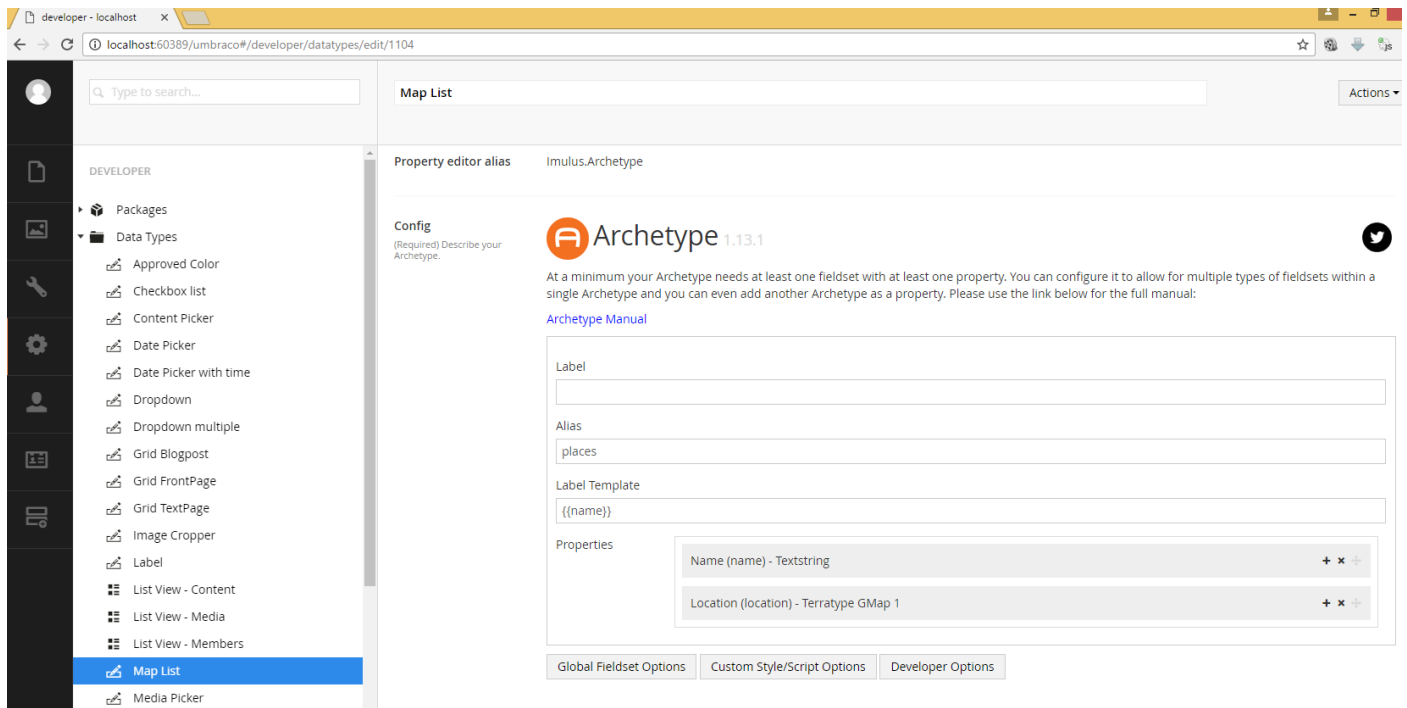 developer - localhost
localhost:60389/umbraco#/developer/datatypes/edit/1104
js
Type to search...
Map List
Actions
DEVELOPER
Packages
Data Types
Approved Color
Checkbox list
Content Picker
Date Picker
Date Picker with time
Dropdown
Dropdown multiple
Grid Blogpost
Grid FrontPage
Grid TextPage
Image Cropper
Label
List View - Content
List View - Media
List View - Members
Map List
Media Picker
Property editor alias
Imulus.Archetype
Config
(Required) Describe your
Archetype.
Archetype 1.13.1
At a minimum your Archetype needs at least one fieldset with at least one property. You can configure it to allow for multiple types of fieldsets within a
single Archetype and you can even add another Archetype as a property. Please use the link below for the full manual:
Archetype Manual
Label
Alias
places
Label Template
{{name}}
Properties
Name (name) - Textstring
Location (location) - Terratype GMap 1
Global Fieldset Options
Custom Style/Script Options
Developer Options